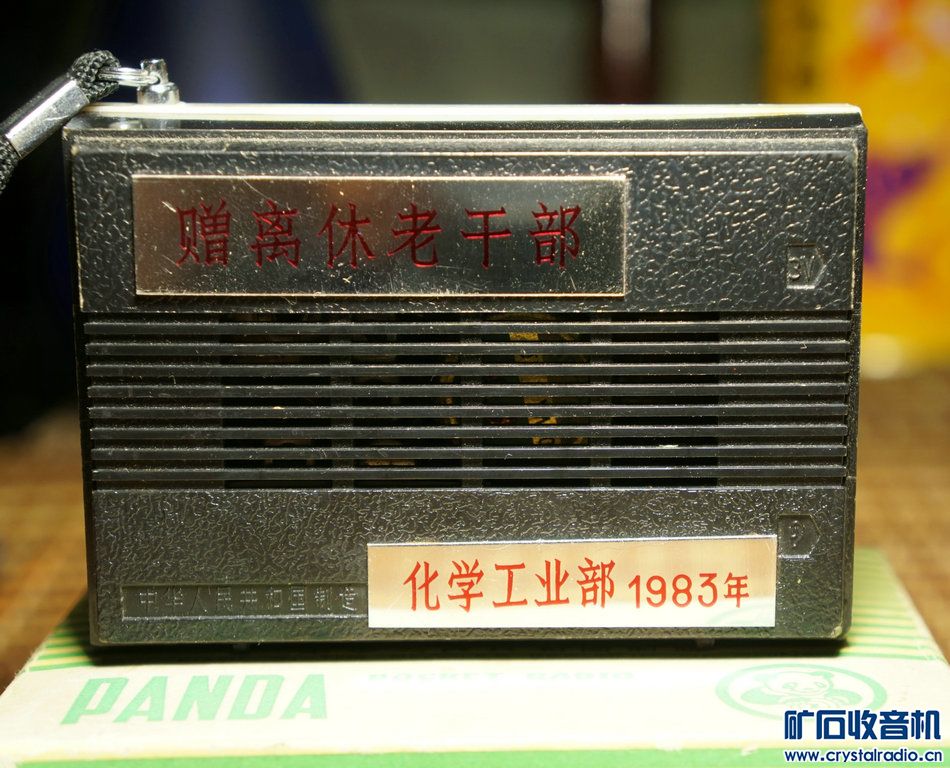 赠离休老干部
3V
化学工业部 1983年
中华人民共和国制造
PANDA
POCKET RADIO
矿石收音机
www.crystalradio.cn